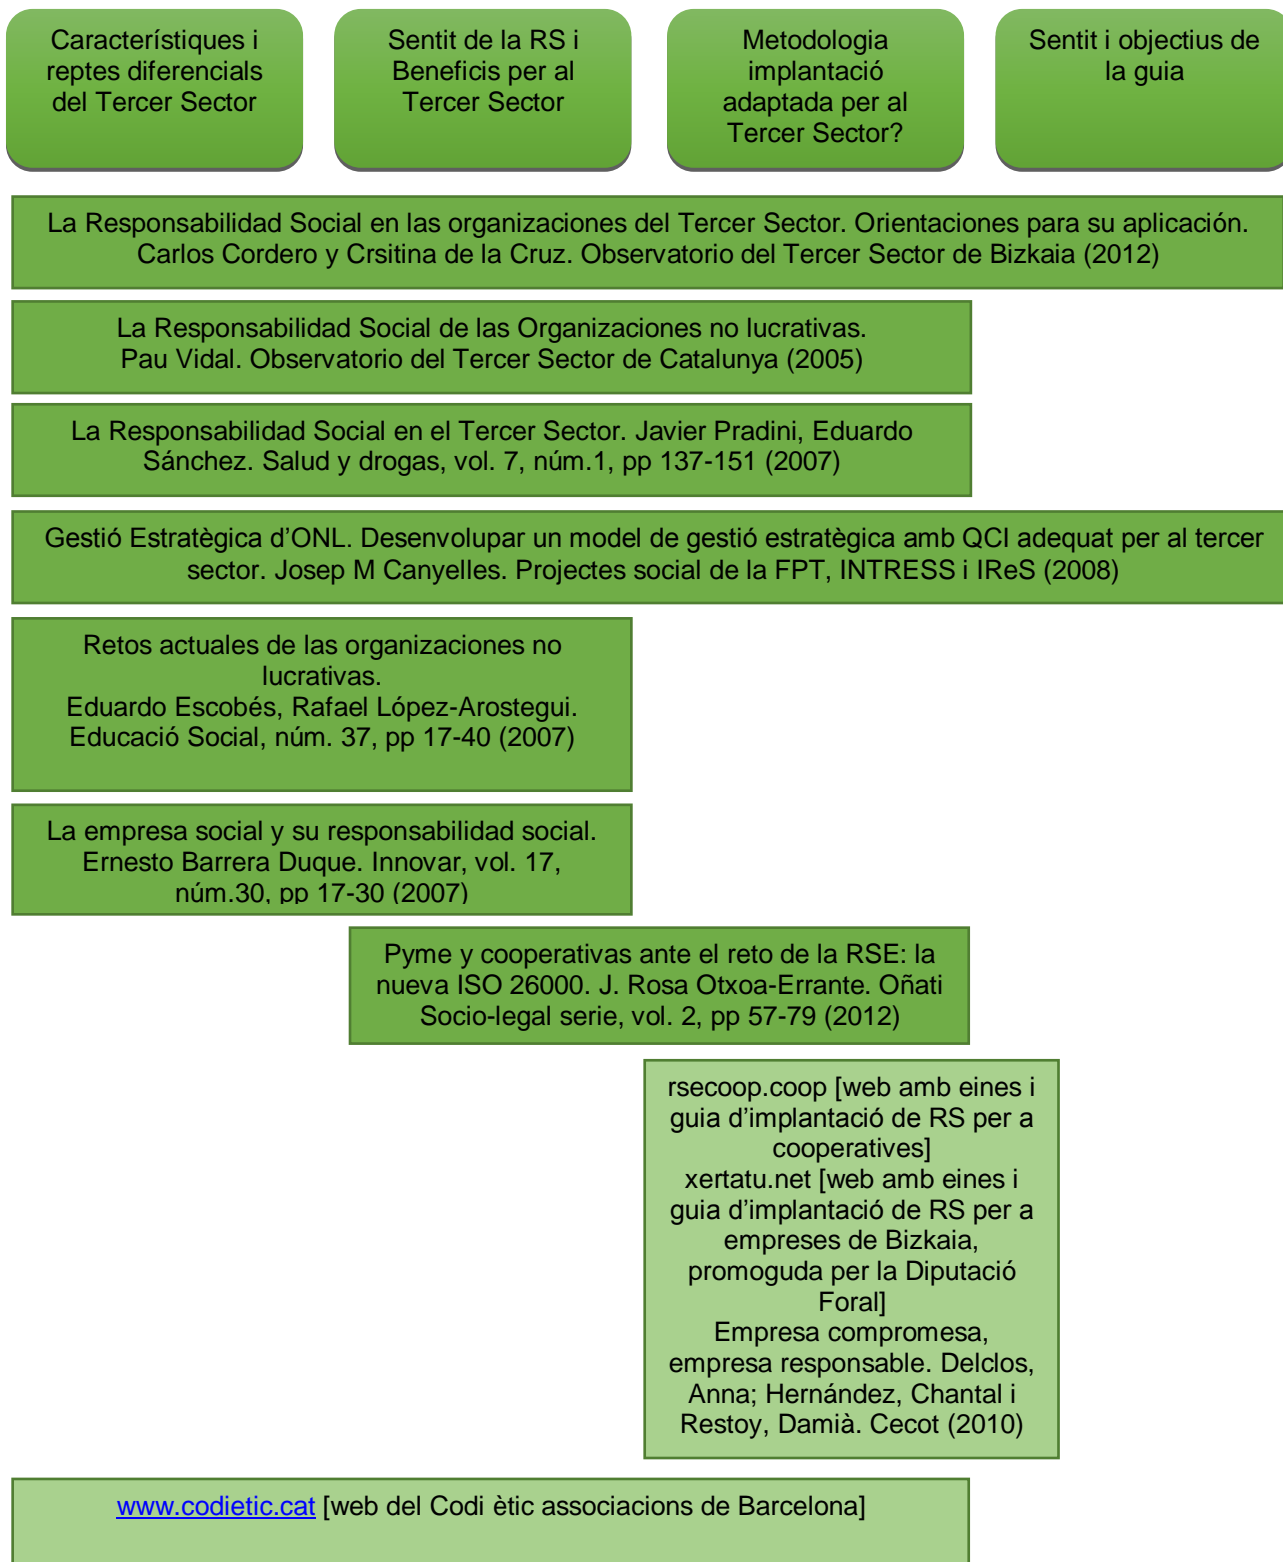 Característiques i
reptes diferencials
del Tercer Sector
Sentit de la RS i
Beneficis per al
Tercer Sector
Metodologia
implantació
adaptada per al
Tercer Sector?
Sentit i objectius de
la guia
La Responsabilidad Social en las organizaciones del Tercer Sector. Orientaciones para su aplicación.
Carlos Cordero y Crsitina de la Cruz. Observatorio del Tercer Sector de Bizkaia (2012)
La Responsabilidad Social de las Organizaciones no lucrativas.
Pau Vidal. Observatorio del Tercer Sector de Catalunya (2005)
La Responsabilidad Social en el Tercer Sector. Javier Pradini, Eduardo
Sánchez. Salud y drogas, vol. 7, núm.1, pp 137-151 (2007)
Gestió Estratègica d’ONL. Desenvolupar un model de gestió estratègica amb QCI adequat per al tercer
sector. Josep M Canyelles. Projectes social de la FPT, INTRESS i IReS (2008)
Retos actuales de las organizaciones no
lucrativas.
Eduardo Escobés, Rafael López-Arostegui.
Educació Social, núm. 37, pp 17-40 (2007)
La empresa social y su responsabilidad social.
Ernesto Barrera Duque. Innovar, vol. 17,
núm.30, pp 17-30 (2007)
Pyme y cooperativas ante el reto de la RSE: la
nueva ISO 26000. J. Rosa Otxoa-Errante. Oñati
Socio-legal serie, vol. 2, pp 57-79 (2012)
rsecoop.coop [web amb eines i
guia d’implantació de RS per a
cooperatives]
xertatu.net [web amb eines i
guia d’implantació de RS per a
empreses de Bizkaia,
promoguda per la Diputació
Foral]
Empresa compromesa,
empresa responsable. Delclos,
Anna; Hernández, Chantal i
Restoy, Damià. Cecot (2010)
www.codietic.cat [web del Codi ètic associacions de Barcelona]